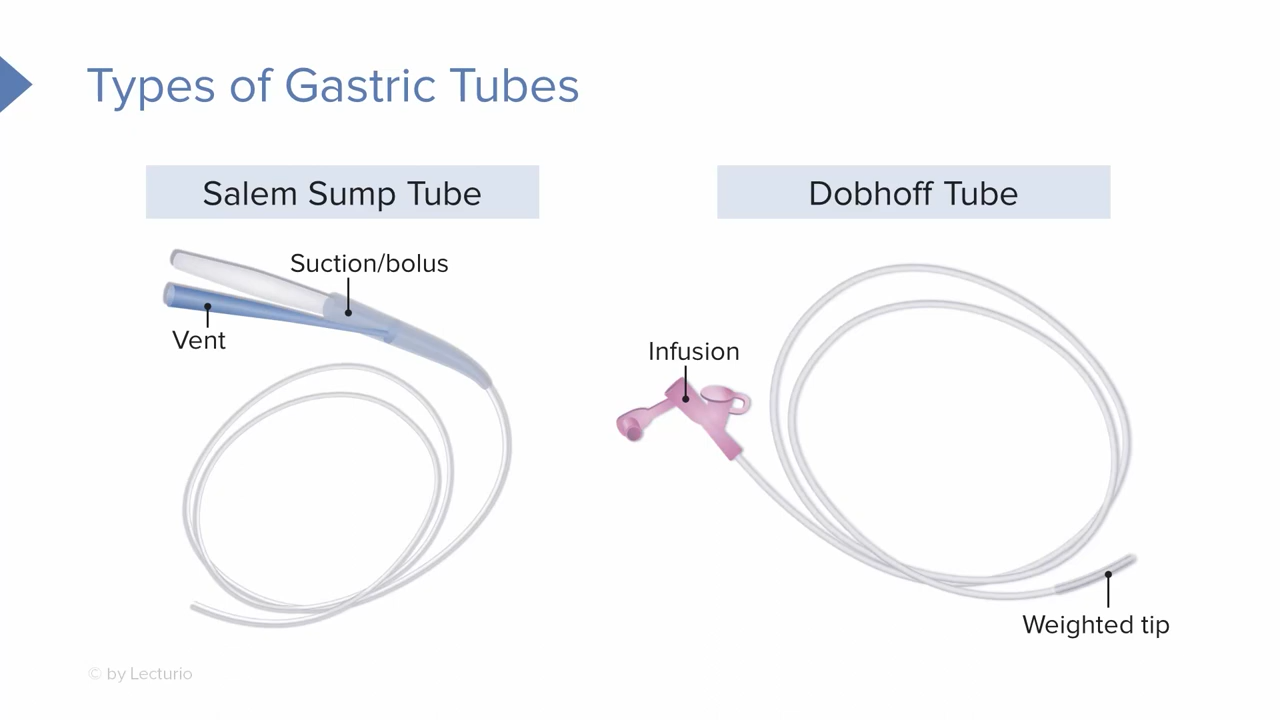 Types of Gastric Tubes
Salem Sump Tube
Suction/bolus
Vent
Dobhoff Tube
Infusion
Weighted tip
© by Lecturio